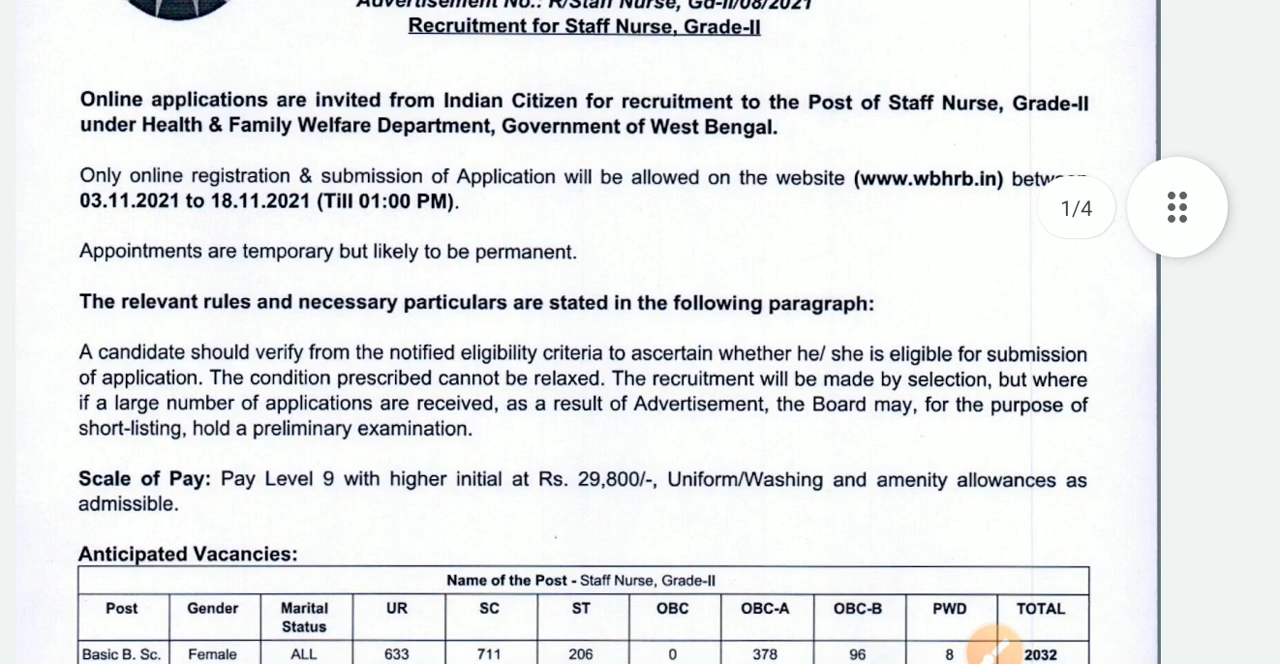 Advertisement No.: R/Staff Nurse, Gd-II/08/2021
Recruitment for Staff Nurse, Grade-II
Online applications are invited from Indian Citizen for recruitment to the Post of Staff Nurse, Grade-II
under Health & Family Welfare Department, Government of West Bengal.
Only online registration & submission of Application will be allowed on the website (www.wbhrb.in) between
03.11.2021 to 18.11.2021 (Till 01:00 PM).
1/4
Appointments are temporary but likely to be permanent.
The relevant rules and necessary particulars are stated in the following paragraph:
A candidate should verify from the notified eligibility criteria to ascertain whether he/ she is eligible for submission
of application. The condition prescribed cannot be relaxed. The recruitment will be made by selection, but where
if a large number of applications are received, as a result of Advertisement, the Board may, for the purpose of
short-listing, hold a preliminary examination.
Scale of Pay: Pay Level 9 with higher initial at Rs. 29,800/-, Uniform/Washing and amenity allowances as
admissible.
Anticipated Vacancies:
Name of the Post - Staff Nurse, Grade-II
Post Gender Marital Status UR SC ST OBC OBC-A OBC-B PWD TOTAL
Basic B. Sc. Female ALL 633 711 206 0 378 96 8 2032